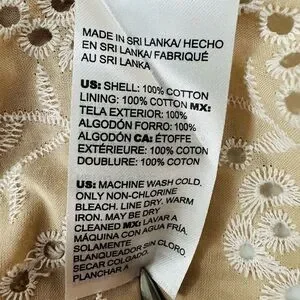 MADE IN SRI LANKA/ HECHO
EN SRI LANKA/ FABRIQUÉ
AU SRI LANKA
US: SHELL: 100% COTTON
LINING: 100% COTTON MX:
TELA EXTERIOR: 100%
ALGODÓN FORRO: 100%
ALGODÓN CA: ÉTOFFE
EXTÉRIEURE: 100% COTON
DOUBLURE: 100% COTON
US: MACHINE WASH COLD.
ONLY NON-CHLORINE
BLEACH. LINE DRY. WARM
IRON. MAY BE DRY
CLEANED MX: LAVAR A
MÁQUINA CON AGUA FRÍA.
SOLAMENTE
BLANQUEADOR SIN CLORO.
SECAR COLGADO.
PLANCHAR A